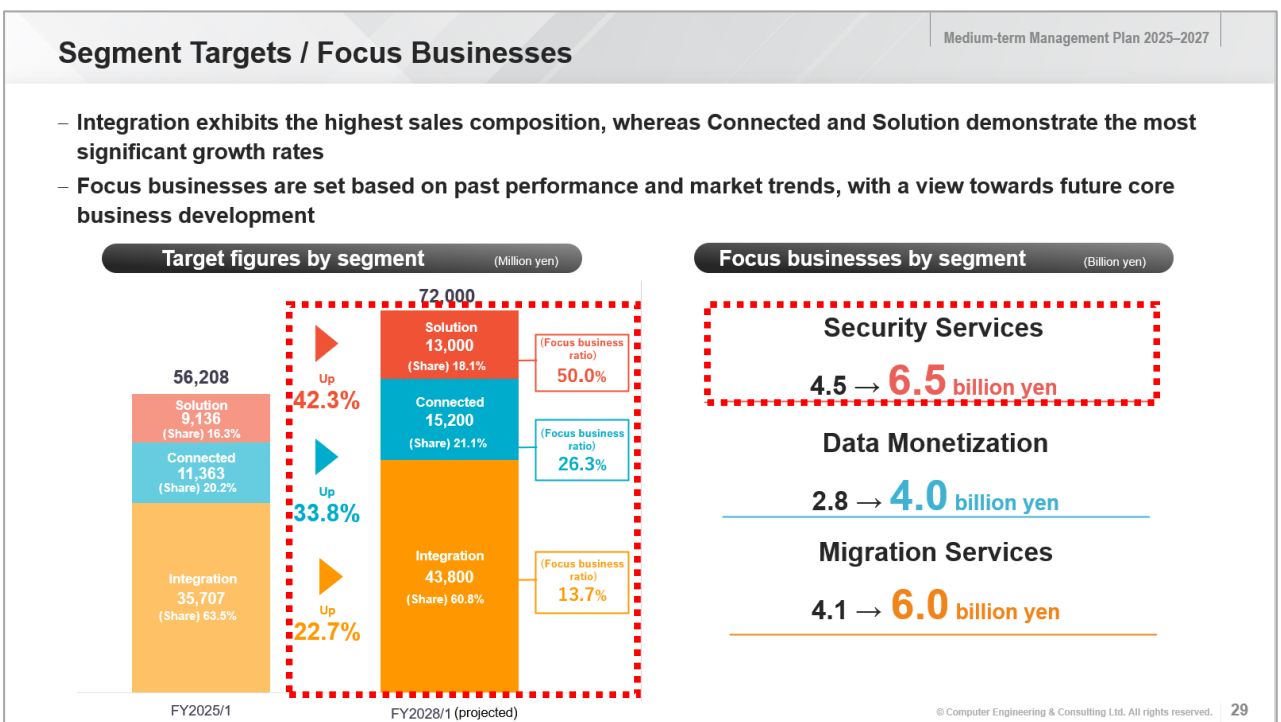 Segment Targets / Focus Businesses
Medium-term Management Plan 2025–2027
– Integration exhibits the highest sales composition, whereas Connected and Solution demonstrate the most
significant growth rates
– Focus businesses are set based on past performance and market trends, with a view towards future core
business development
Target figures by segment (Million yen)
56,208
Solution
9,136
(Share) 16.3%
Connected
11,363
(Share) 20.2%
Integration
35,707
(Share) 63.5%
FY2025/1
Up
42.3%
Up
33.8%
Up
22.7%
72,000
Solution
13,000
(Share) 18.1%
Connected
15,200
(Share) 21.1%
Integration
43,800
(Share) 60.8%
FY2028/1 (projected)
(Focus business
ratio)
50.0%
(Focus business
ratio)
26.3%
(Focus business
ratio)
13.7%
Focus businesses by segment (Billion yen)
Security Services
4.5 → 6.5 billion yen
Data Monetization
2.8 → 4.0 billion yen
Migration Services
4.1 → 6.0 billion yen
© Computer Engineering & Consulting Ltd. All rights reserved. 29